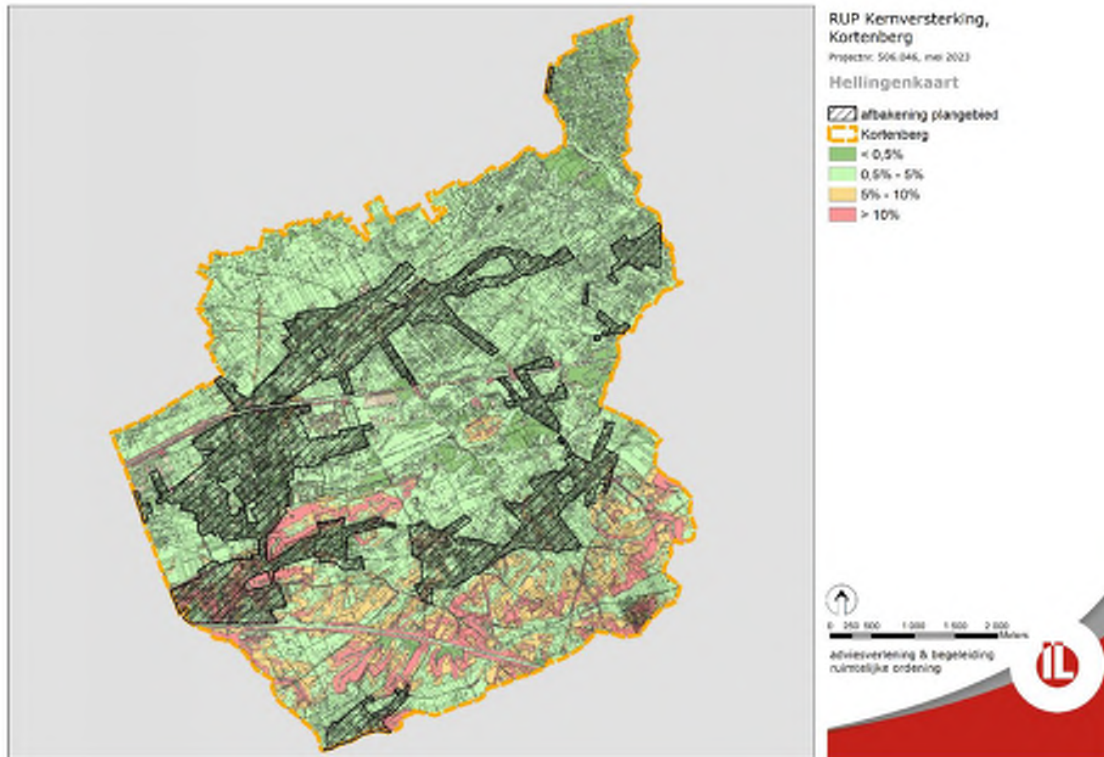 RUP Kernversterking,
Kortenberg
Projectnr: 506.046, mei 2023
Hellingenkaart
afbakening plangebied
Kortenberg
< 0,5%
0,5% - 5%
5% - 10%
> 10%
0 250 500 1 000 1 500 2 000
Meters
adviesverlening & begeleiding
ruimtelijke ordening
IL